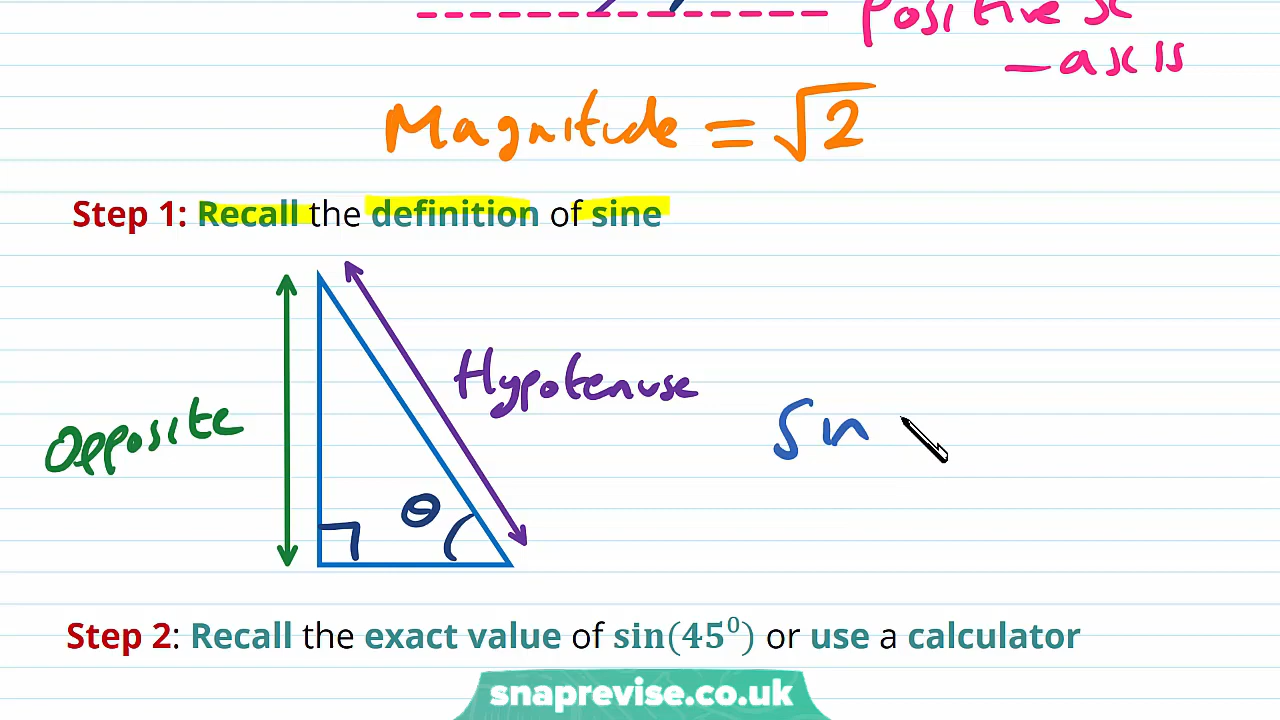 Positive x
-axis
Magnitude = √2
Step 1: Recall the definition of sine
Hypotenuse
Opposite
Sin
θ
Step 2: Recall the exact value of sin(45⁰) or use a calculator
snaprevise.co.uk